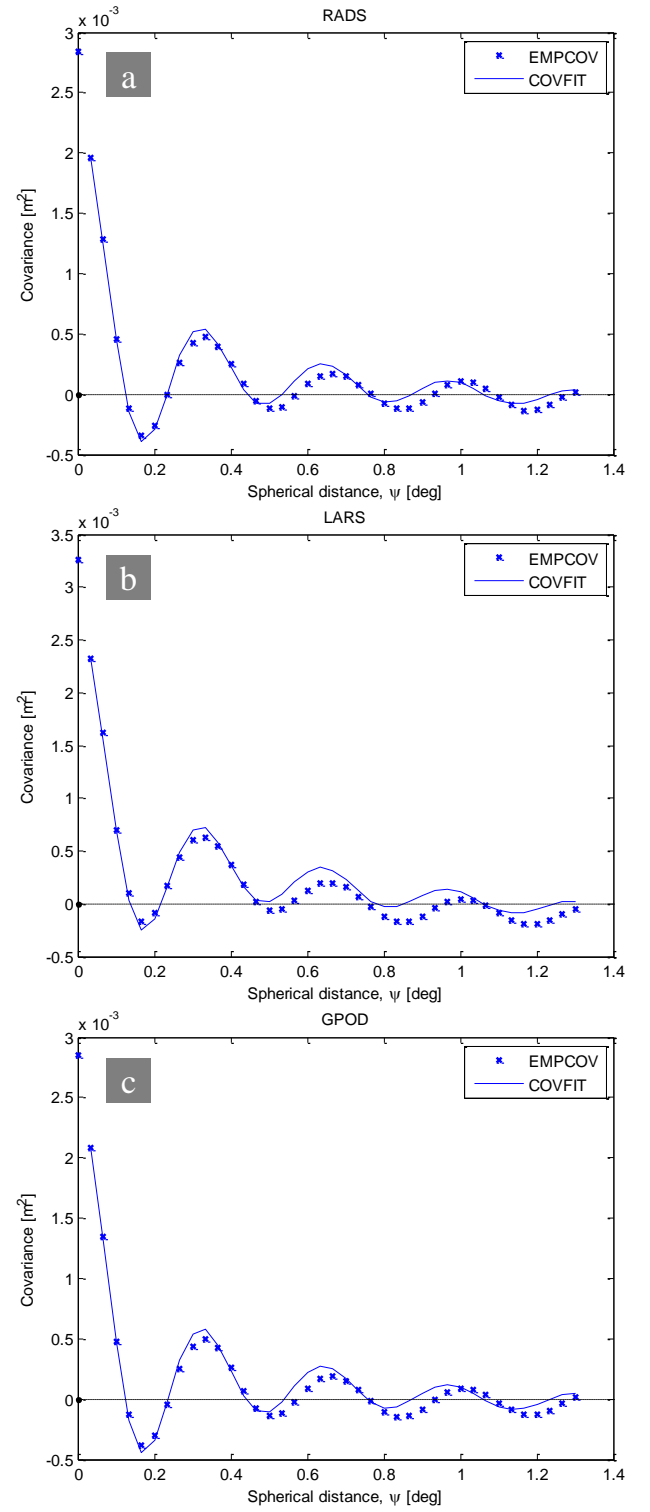 RADS
x 10⁻³
3
2.5
2
1.5
1
0.5
0
-0.5
Covariance [m²]
a
EMPCOV
COVFIT
0 0.2 0.4 0.6 0.8 1 1.2 1.4
Spherical distance, ψ [deg]
LARS
x 10⁻³
3.5
3
2.5
2
1.5
1
0.5
0
-0.5
Covariance [m²]
b
EMPCOV
COVFIT
0 0.2 0.4 0.6 0.8 1 1.2 1.4
Spherical distance, ψ [deg]
GPOD
x 10⁻³
3
2.5
2
1.5
1
0.5
0
-0.5
Covariance [m²]
c
EMPCOV
COVFIT
0 0.2 0.4 0.6 0.8 1 1.2 1.4
Spherical distance, ψ [deg]